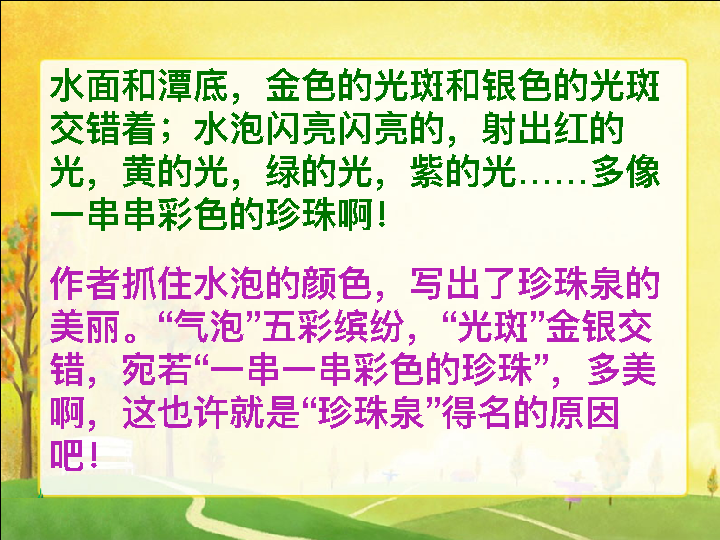 水面和潭底，金色的光斑和银色的光斑
交错着；水泡闪亮闪亮的，射出红的
光，黄的光，绿的光，紫的光……多像
一串串彩色的珍珠啊！
作者抓住水泡的颜色，写出了珍珠泉的
美丽。“气泡”五彩缤纷，“光斑”金银交
错，宛若“一串一串彩色的珍珠”，多美
啊，这也许就是“珍珠泉”得名的原因
吧！